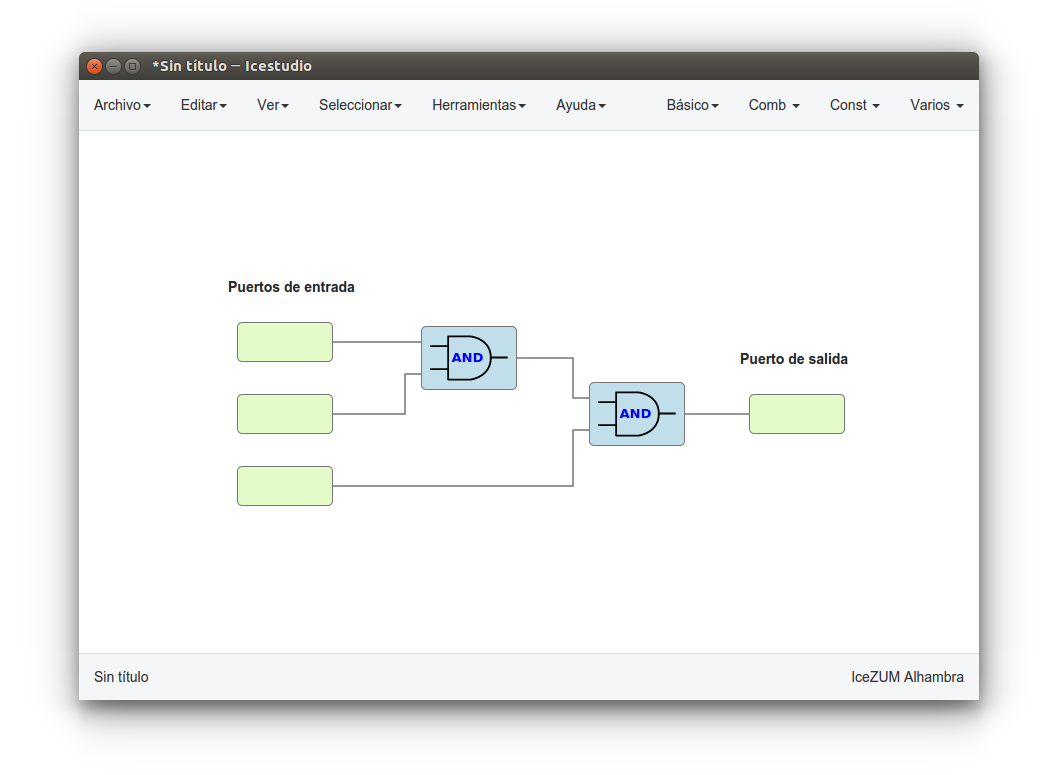 *Sin título – Icestudio
Archivo Editar Ver Seleccionar Herramientas Ayuda Básico Comb Const Varios
Puertos de entrada
AND
Puerto de salida
AND
Sin título IceZUM Alhambra